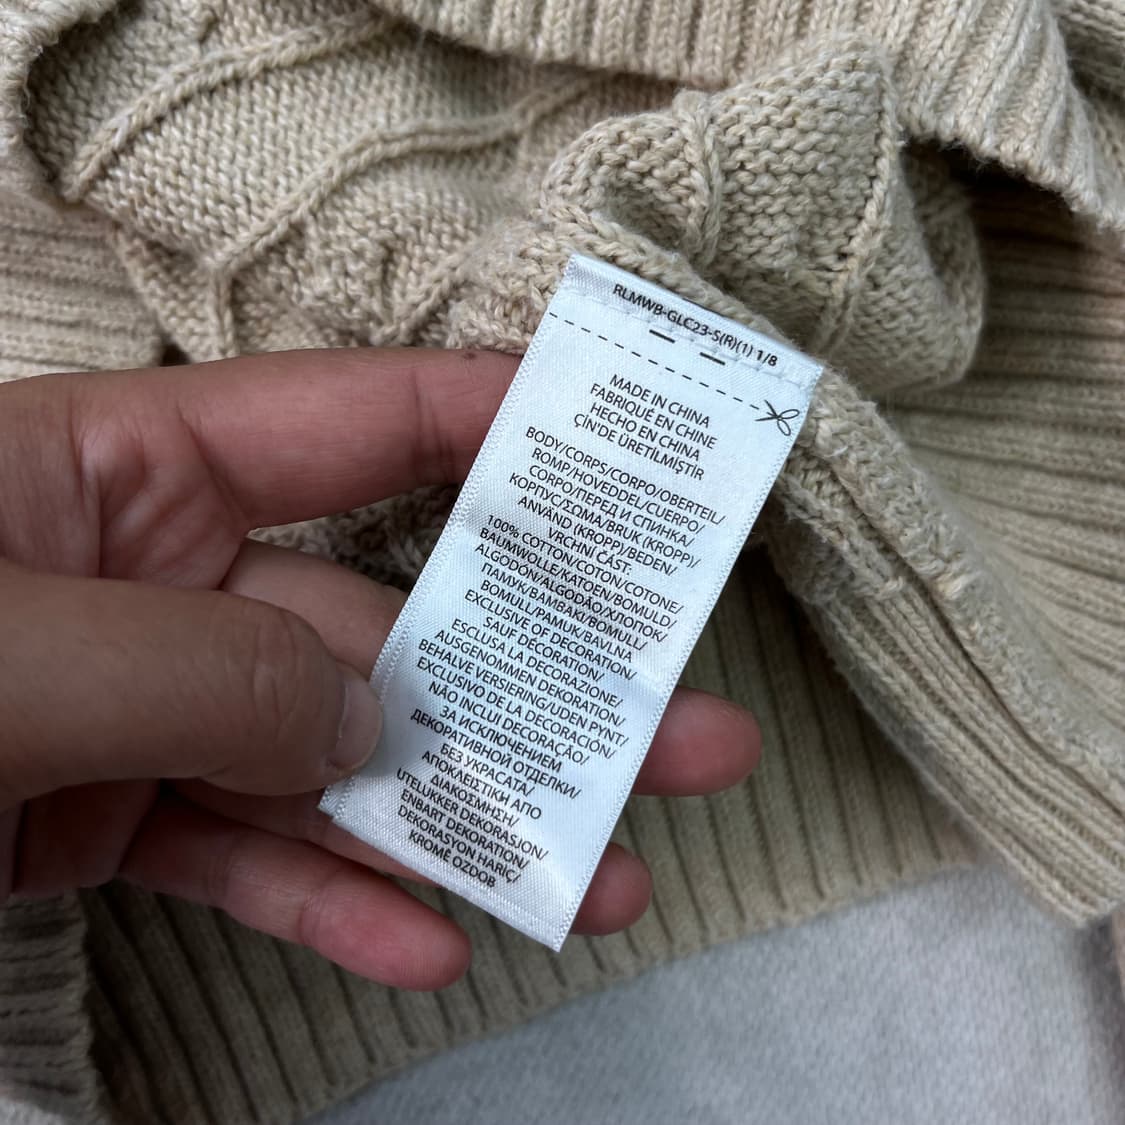 RLMWB-GLC23-S(R)(1) 1/8
MADE IN CHINA
FABRIQUÉ EN CHINE
HECHO EN CHINA
ÇİN'DE ÜRETİLMİŞTİR
BODY/CORPS/CORPO/OBERTEIL/
ROMP/HOVEDDEL/CUERPO/
CORPO/ПЕРЕД И СПИНКА/
КОРПУС/ΣΩΜΑ/BRUK (KROPP)/
ANVÄND (KROPP)/BEDEN/
VRCHNÍ ČÁST:
100% COTTON/COTON/COTONE/
BAUMWOLLE/KATOEN/BOMULD/
ALGODÓN/ALGODÃO/ХЛОПОК/
ПАМУК/ΒΑΜΒΑΚΙ/BOMULL/
BOMULL/PAMUK/BAVLNA
EXCLUSIVE OF DECORATION/
SAUF DÉCORATION/
ESCLUSA LA DECORAZIONE/
AUSGENOMMEN DEKORATION/
BEHALVE VERSIERING/UDEN PYNT/
EXCLUSIVO DE LA DECORACIÓN/
NÃO INCLUI DECORAÇÃO/
ЗА ИСКЛЮЧЕНИЕМ
ДЕКОРАТИВНОЙ ОТДЕЛКИ/
БЕЗ УКРАСАТА/
ΑΠΟΚΛΕΙΣΤΙΚΗ ΑΠΟ
ΔΙΑΚΟΣΜΗΣΗ/
UTELUKKER DEKORASJON/
ENBART DEKORATION/
DEKORASYON HARİÇ/
KROMĚ OZDOB